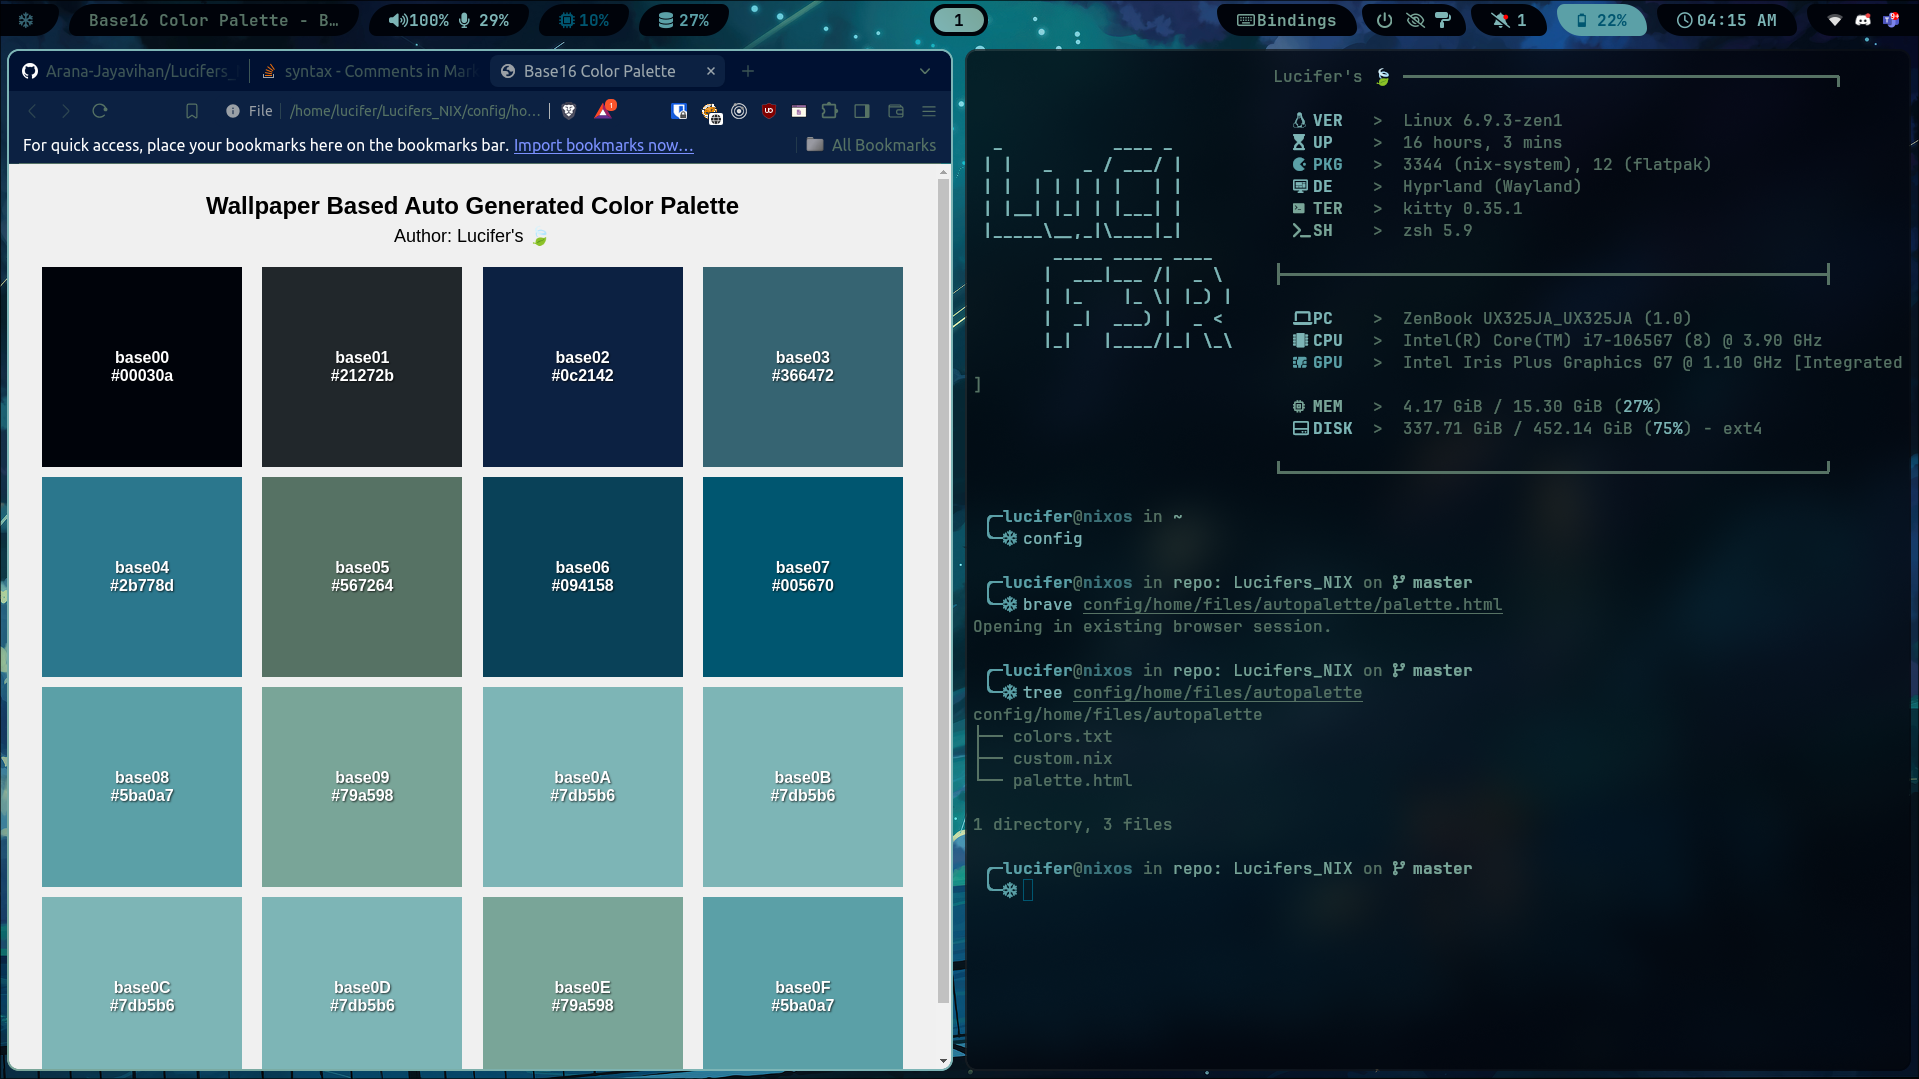 Base16 Color Palette - B…
100% 29%
10%
27%
1
Bindings
1
22%
04:15 AM
Arana-Jayavihan/Lucifers_
syntax - Comments in Mar
Base16 Color Palette
File
/home/lucifer/Lucifers_NIX/config/ho…
1
For quick access, place your bookmarks here on the bookmarks bar. Import bookmarks now…
All Bookmarks
Wallpaper Based Auto Generated Color Palette
Author: Lucifer's 🍃
base00
#00030a
base01
#21272b
base02
#0c2142
base03
#366472
base04
#2b778d
base05
#567264
base06
#094158
base07
#005670
base08
#5ba0a7
base09
#79a598
base0A
#7db5b6
base0B
#7db5b6
base0C
#7db5b6
base0D
#7db5b6
base0E
#79a598
base0F
#5ba0a7
Lucifer's 🍃
VER > Linux 6.9.3-zen1
UP > 16 hours, 3 mins
PKG > 3344 (nix-system), 12 (flatpak)
DE > Hyprland (Wayland)
TER > kitty 0.35.1
SH > zsh 5.9
PC > ZenBook UX325JA_UX325JA (1.0)
CPU > Intel(R) Core(TM) i7-1065G7 (8) @ 3.90 GHz
GPU > Intel Iris Plus Graphics G7 @ 1.10 GHz [Integrated
]
MEM > 4.17 GiB / 15.30 GiB (27%)
DISK > 337.71 GiB / 452.14 GiB (75%) - ext4
LuCi
F3R
lucifer@nixos in ~
config
lucifer@nixos in repo: Lucifers_NIX on master
brave config/home/files/autopalette/palette.html
Opening in existing browser session.
lucifer@nixos in repo: Lucifers_NIX on master
tree config/home/files/autopalette
config/home/files/autopalette
├── colors.txt
├── custom.nix
└── palette.html
1 directory, 3 files
lucifer@nixos in repo: Lucifers_NIX on master